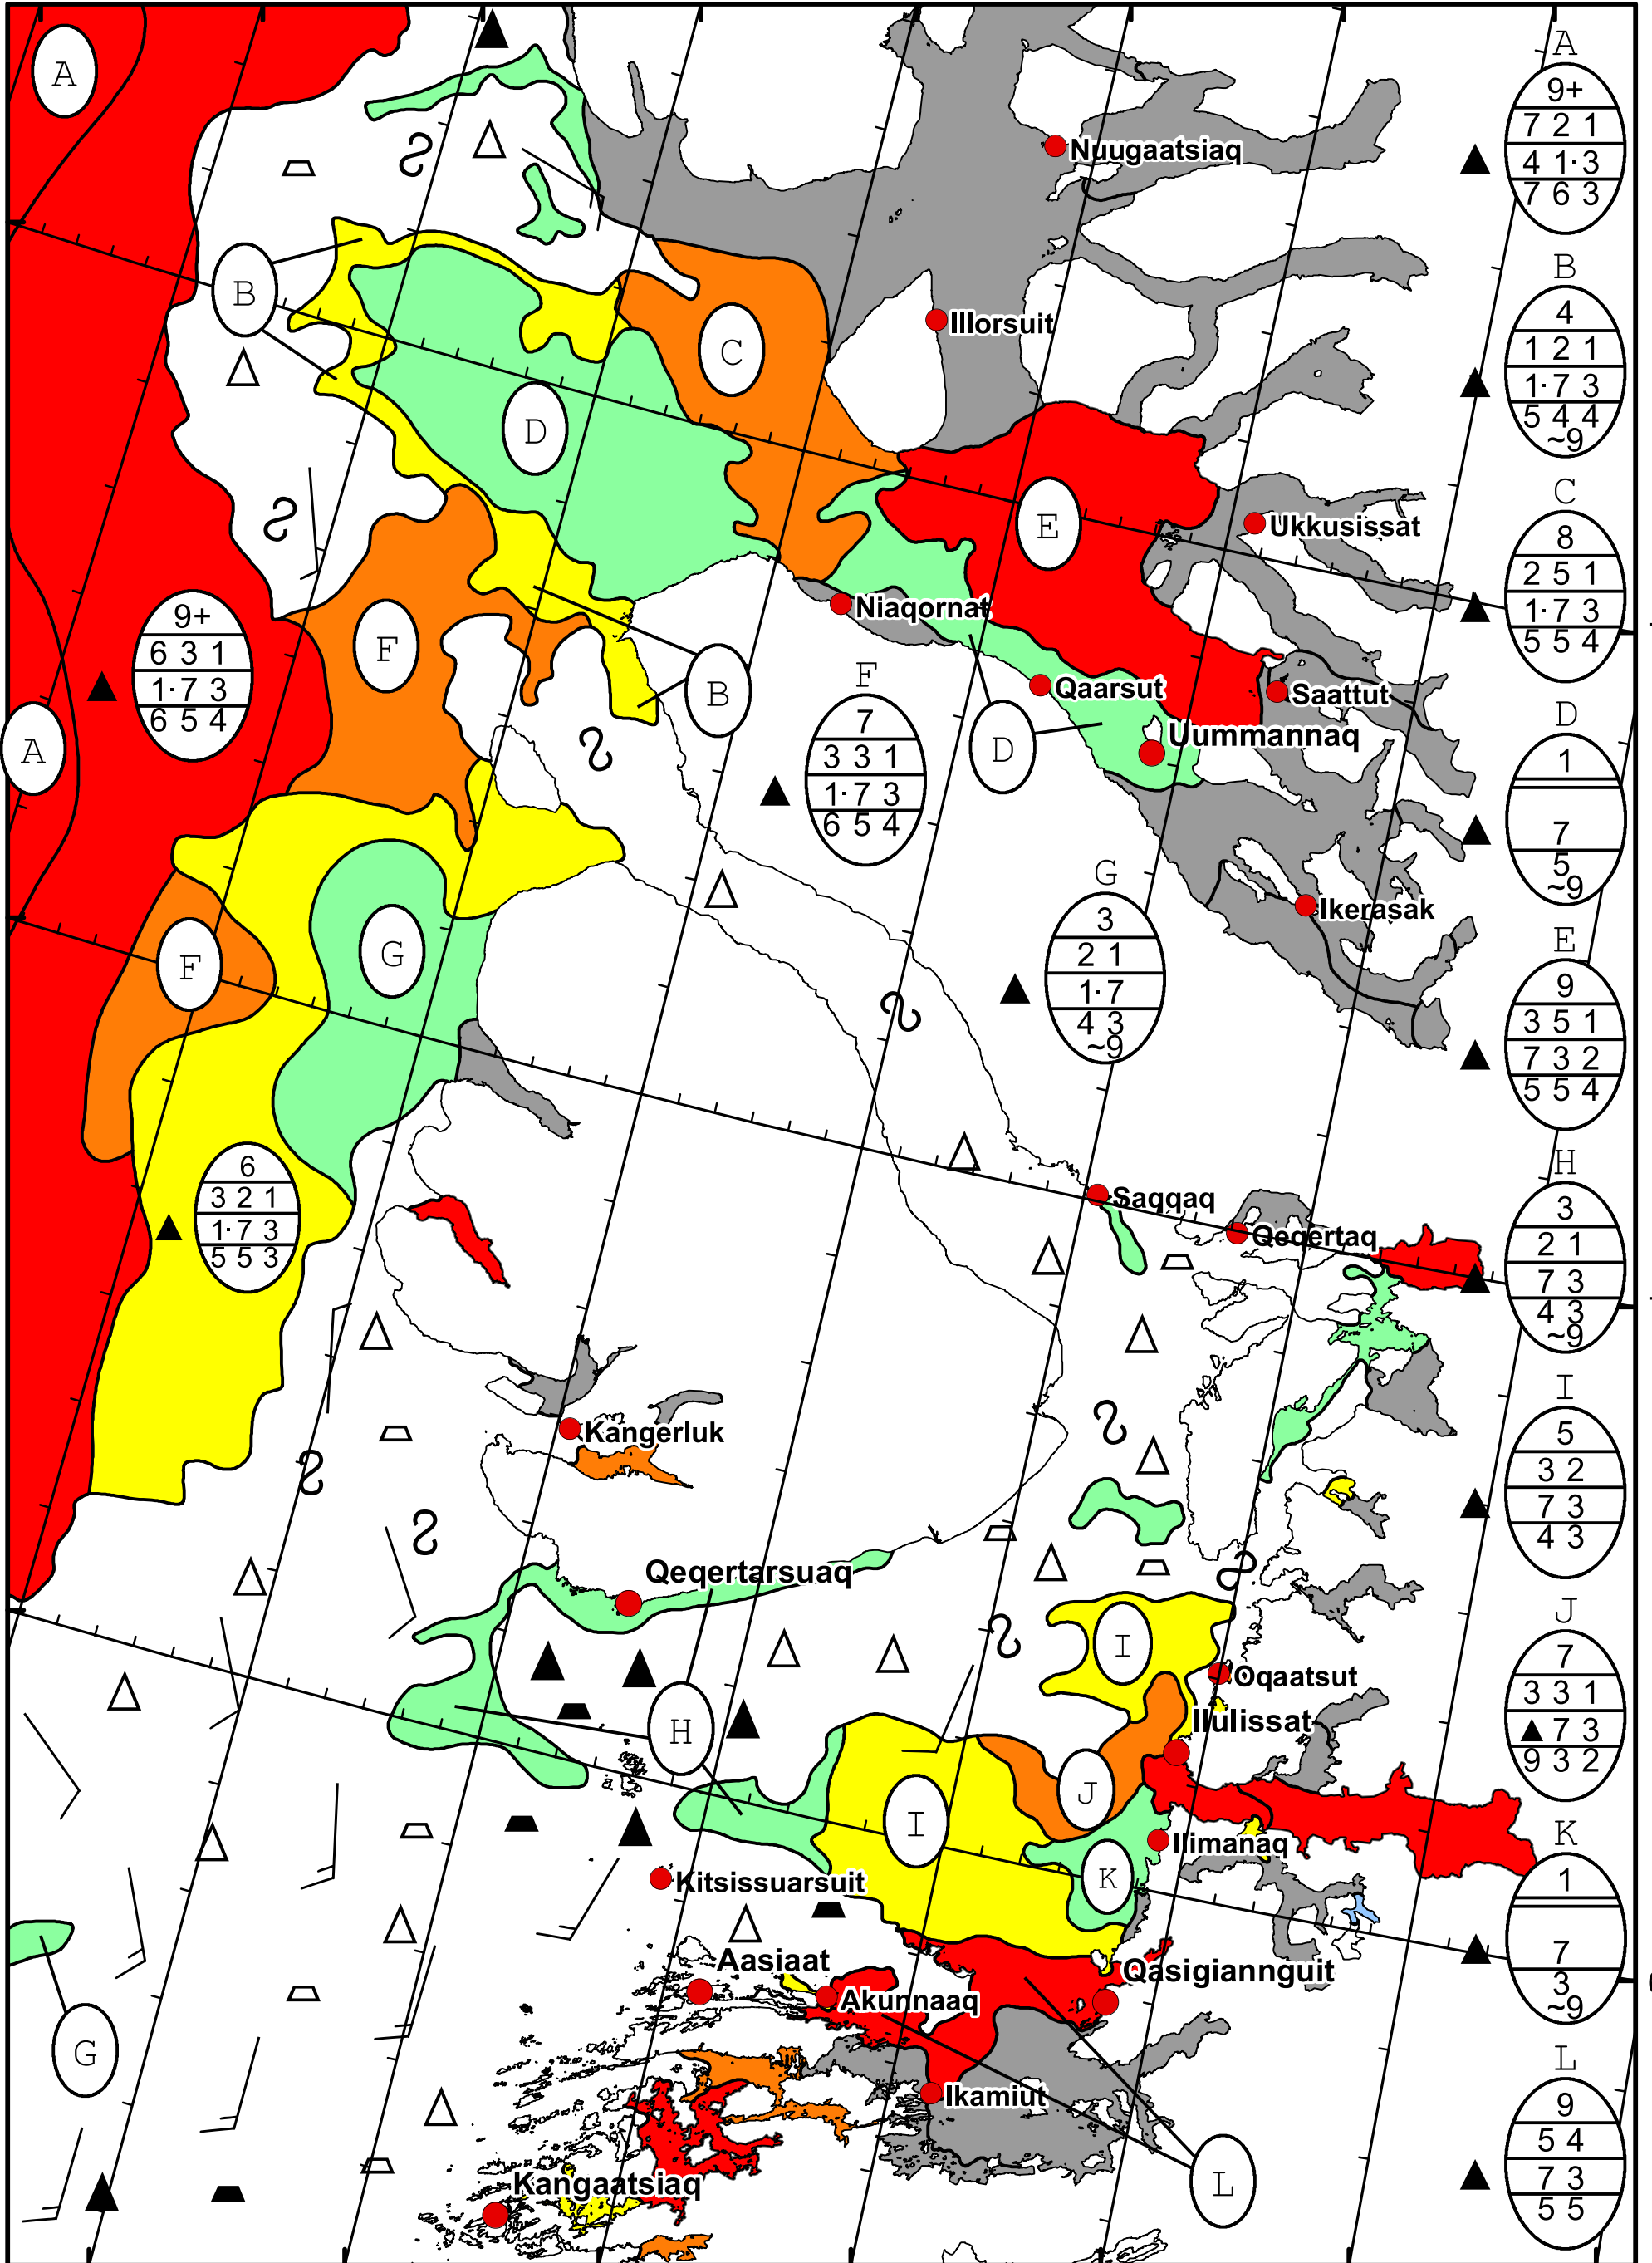 A
A
9+
7 2 1
4 1· 3
7 6 3
Nuugaatsiaq
B
B
4
1 2 1
1· 7 3
5 4 4
~9
Illorsuit
C
D
C
8
2 5 1
1· 7 3
5 5 4
E
Ukkusissat
Niaqornat
9+
6 3 1
1· 7 3
6 5 4
F
B
F
7
3 3 1
1· 7 3
6 5 4
Qaarsut
Saattut
D
Uummannaq
D
1
7
5
~9
A
G
3
2 1
1· 7
4 3
~9
Ikerasak
F
G
E
9
3 5 1
7 3 2
5 5 4
6
3 2 1
1· 7 3
5 5 3
Saqqaq
Qeqertaq
H
3
2 1
7 3
4 3
~9
Kangerluk
I
5
3 2
7 3
4 3
Qeqertarsuaq
I
Oqaatsut
Ilulissat
H
J
J
7
3 3 1
7 3
9 3 2
I
Ilimanaq
K
Kitsissuarsuit
K
1
7
3
~9
Aasiaat
Akunnaaq
Qasigiannguit
G
Ikamiut
L
L
9
5 4
7 3
5 5
Kangaatsiaq